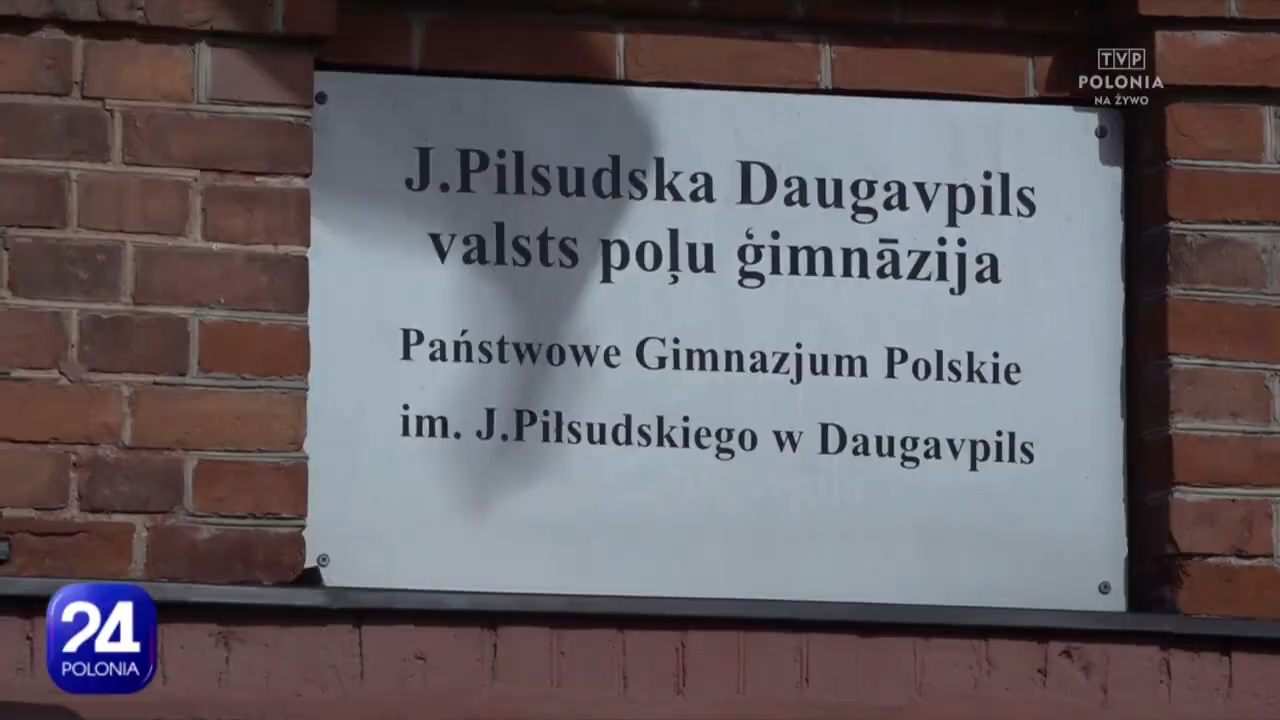 TVP
POLONIA
NA ŻYWO
J.Pilsudska Daugavpils
valsts poļu ģimnāzija
Państwowe Gimnazjum Polskie
im. J.Piłsudskiego w Daugavpils
24
POLONIA